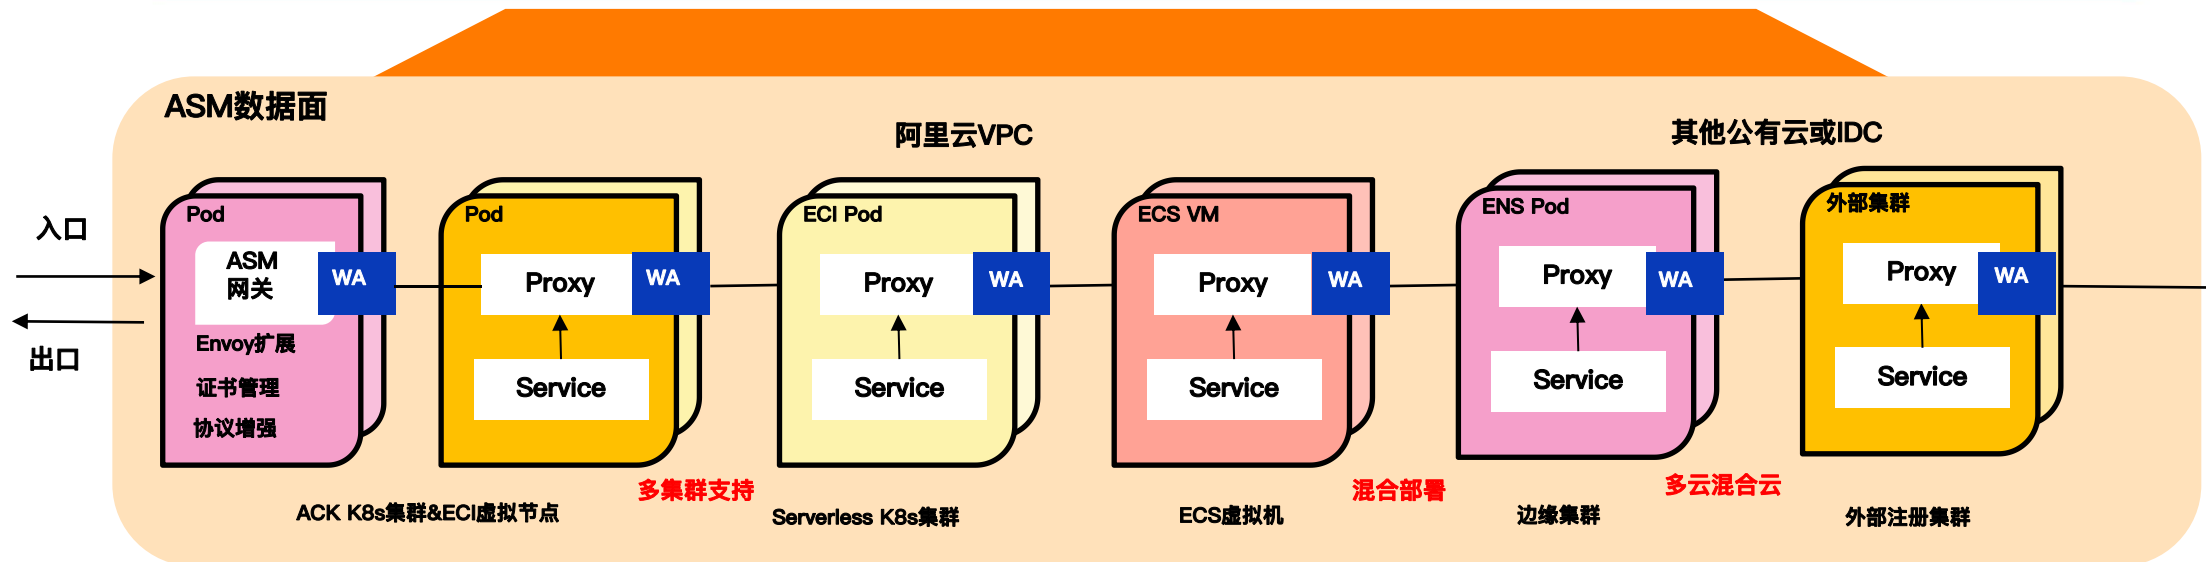 ASM数据面
阿里云VPC
其他公有云或IDC
入口
出口
Pod
ASM
网关
WA
Envoy扩展
证书管理
协议增强
Pod
Proxy
WA
Service
ECI Pod
Proxy
WA
Service
ECS VM
Proxy
WA
Service
ENS Pod
Proxy
WA
Service
外部集群
Proxy
WA
Service
多集群支持
混合部署
多云混合云
ACK K8s集群&ECI虚拟节点
Serverless K8s集群
ECS虚拟机
边缘集群
外部注册集群